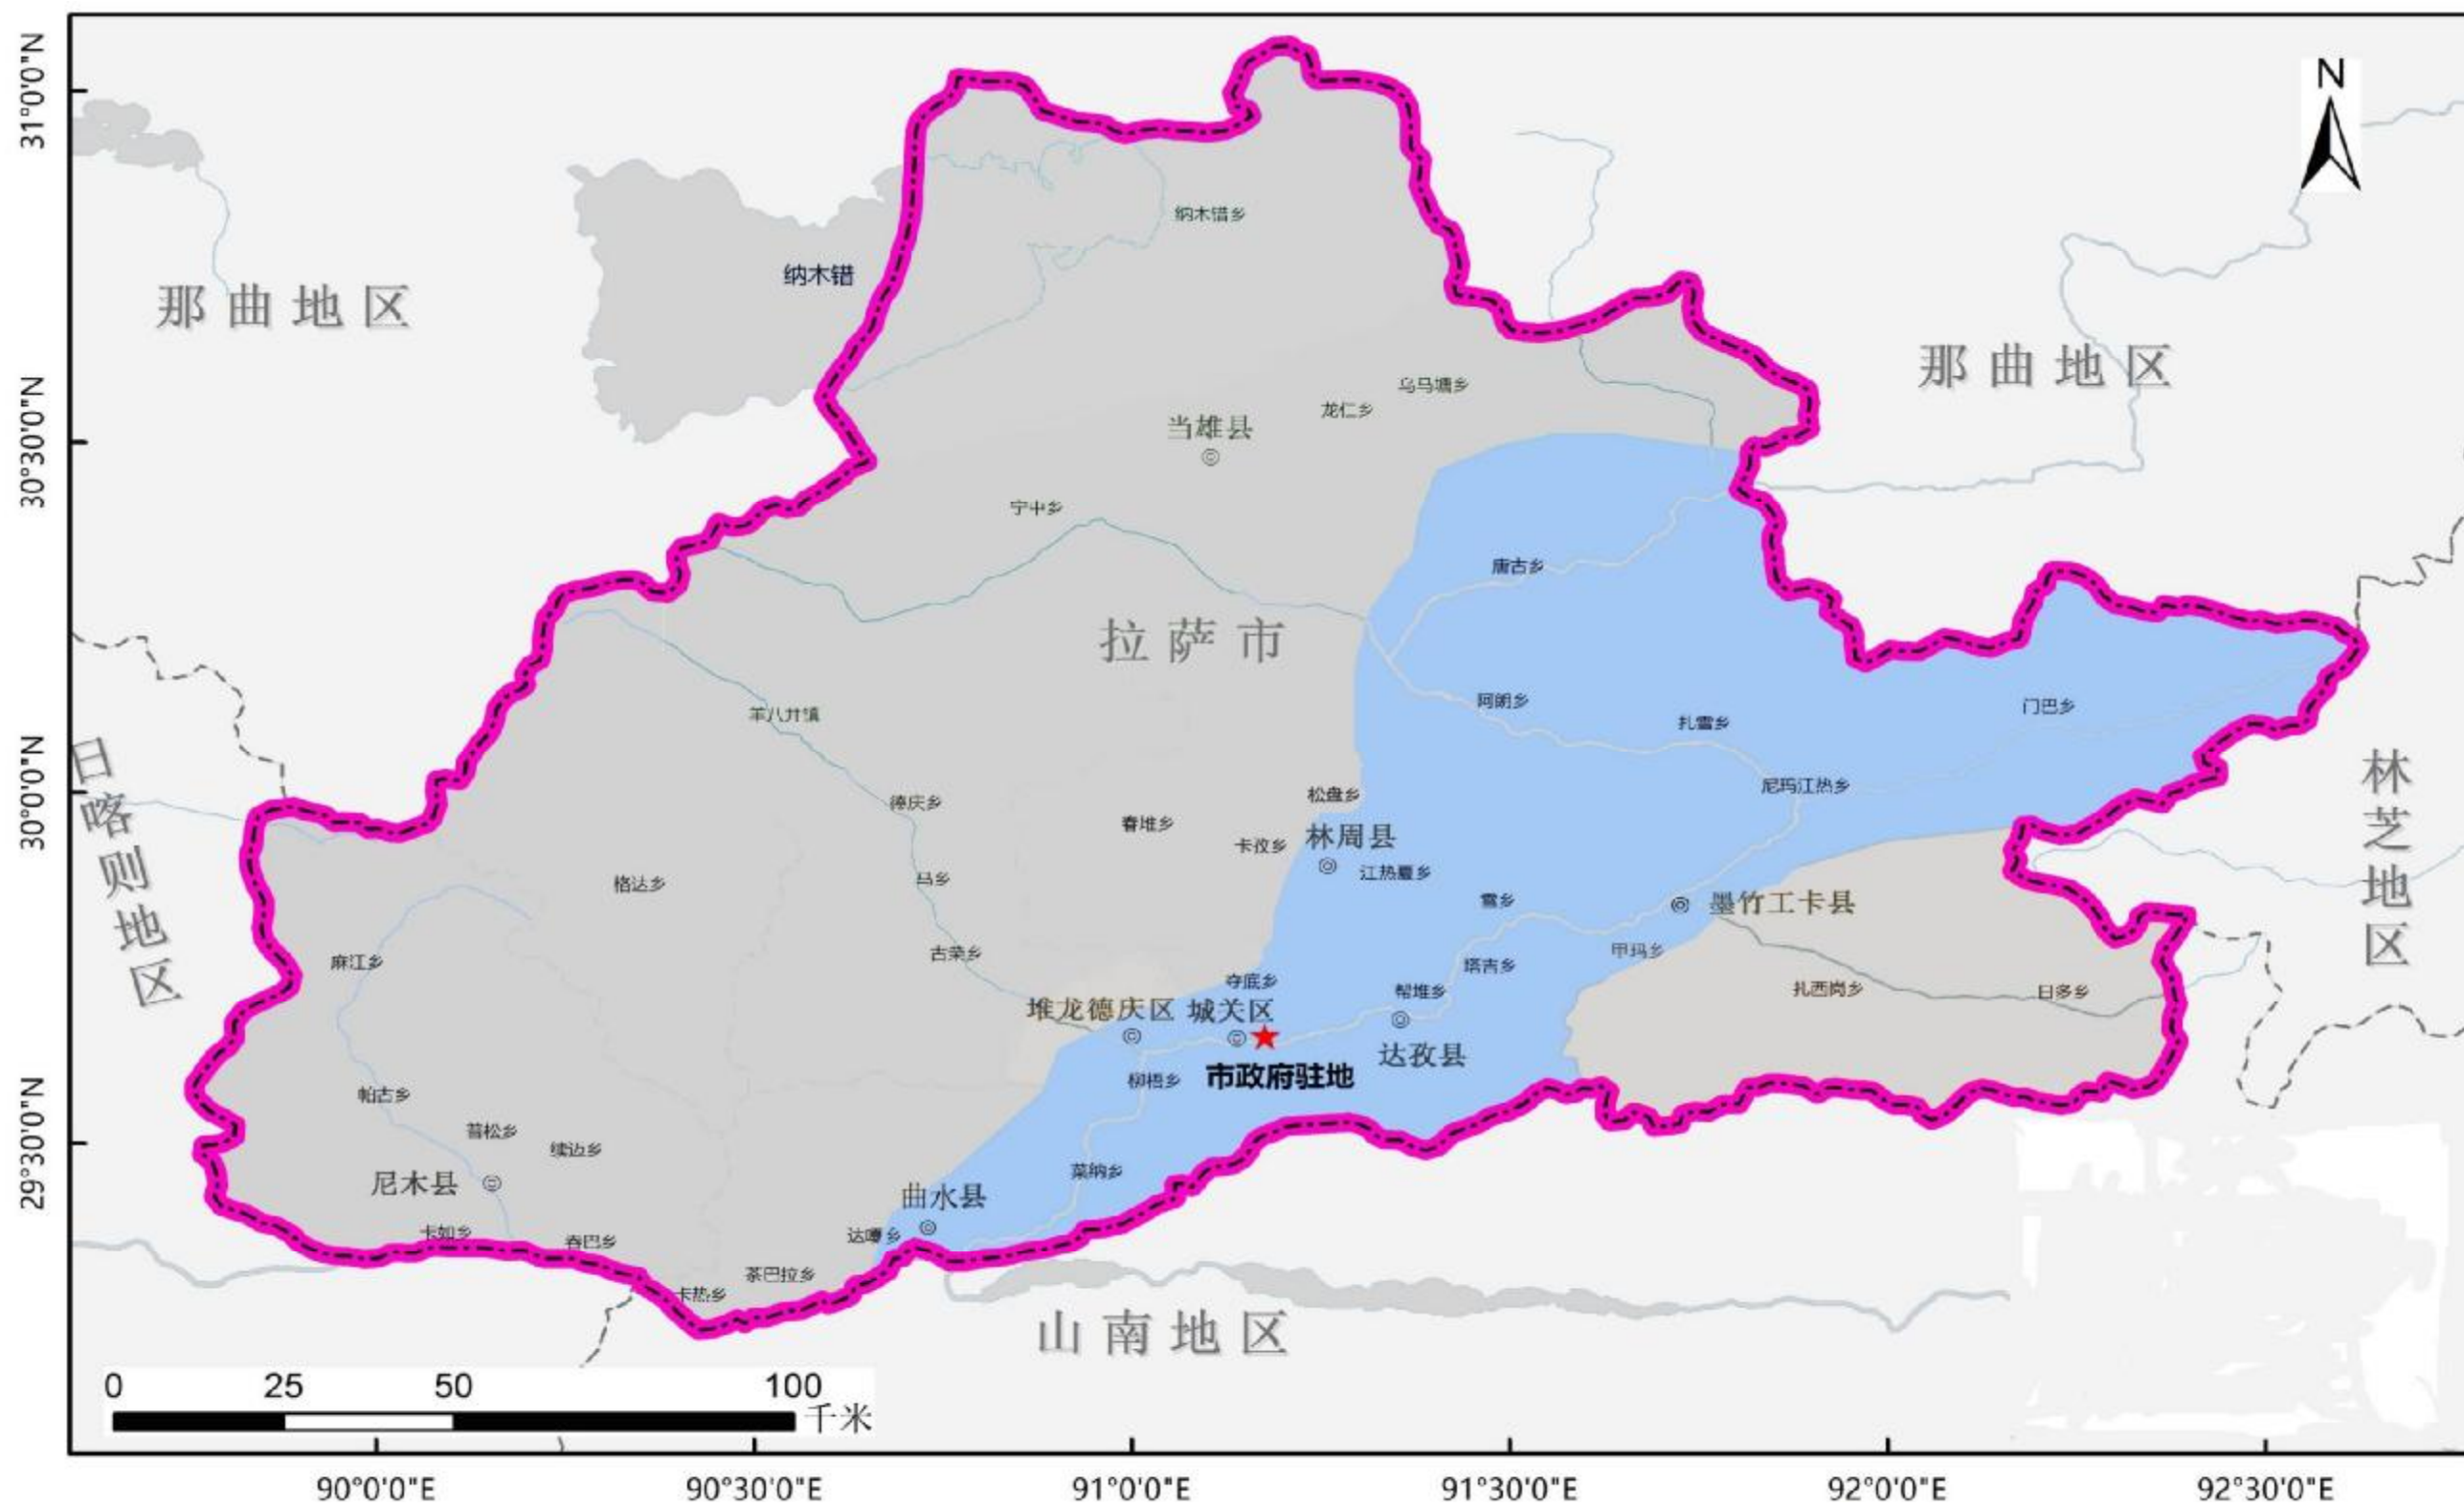 31°0'0"N
30°30'0"N
30°0'0"N
29°30'0"N
N
那曲地区
纳木错
纳木错乡
那曲地区
乌马塘乡
龙仁乡
当雄县
宁中乡
唐古乡
拉萨市
阿朗乡
扎雪乡
门巴乡
羊八井镇
日喀则地区
林芝地区
尼玛江热乡
德庆乡
松盘乡
春堆乡
林周县
卡孜乡
江热夏乡
格达乡
马乡
雪乡
墨竹工卡县
古荣乡
甲玛乡
麻江乡
塔吉乡
夺底乡
帮堆乡
扎西岗乡
日多乡
堆龙德庆区
城关区
达孜县
市政府驻地
柳梧乡
帕古乡
普松乡
续迈乡
尼木县
菜纳乡
曲水县
卡如乡
吞巴乡
达嘎乡
茶巴拉乡
卡热乡
山南地区
0 25 50 100
千米
90°0'0"E 90°30'0"E 91°0'0"E 91°30'0"E 92°0'0"E 92°30'0"E